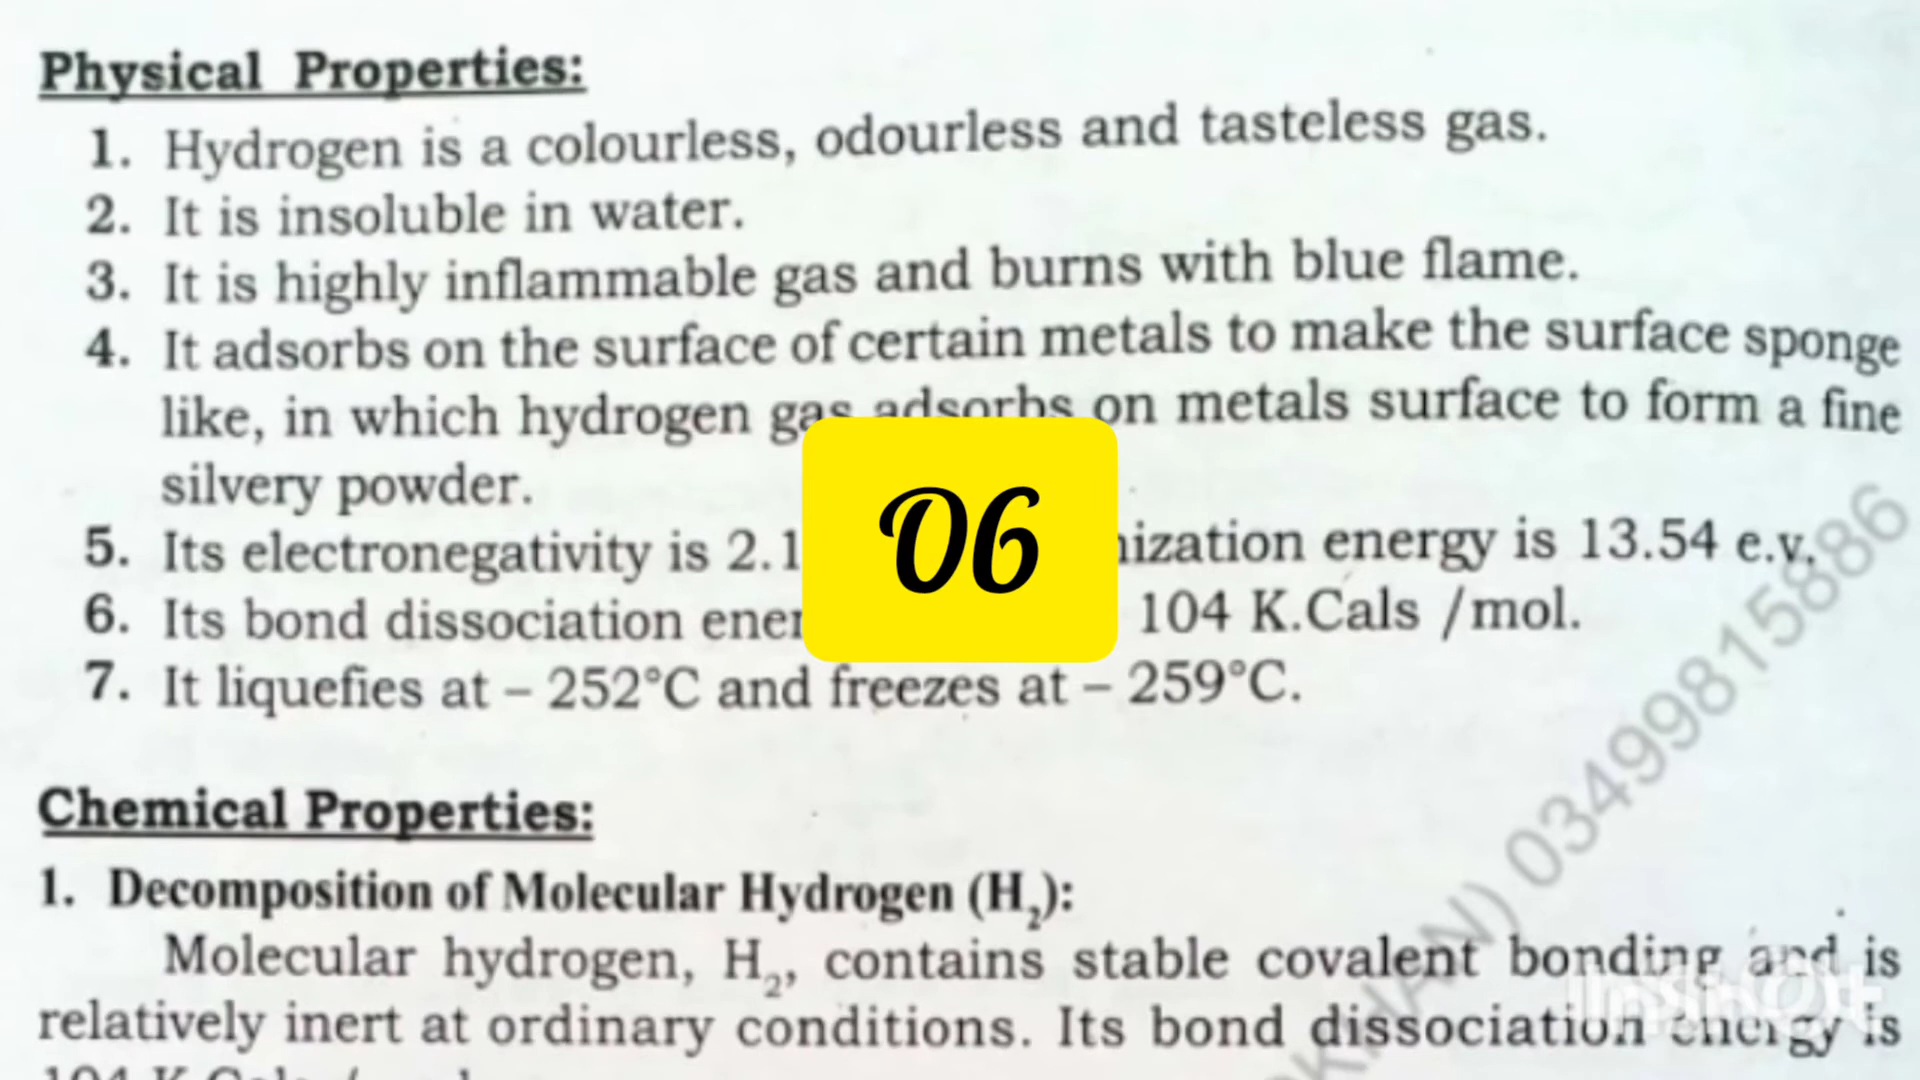 Physical Properties:
1. Hydrogen is a colourless, odourless and tasteless gas.
2. It is insoluble in water.
3. It is highly inflammable gas and burns with blue flame.
4. It adsorbs on the surface of certain metals to make the surface sponge
like, in which hydrogen gas adsorbs on metals surface to form a fine
silvery powder.
5. Its electronegativity is 2.1 energy is 13.54 e.v.
6. Its bond dissociation 104 K.Cals /mol.
7. It liquefies at – 252°C and freezes at – 259°C.
06
Chemical Properties:
1. Decomposition of Molecular Hydrogen (H₂):
Molecular hydrogen, H₂, contains stable covalent bonding and is
relatively inert at ordinary conditions. Its bond dissociation energy is
KHAN) 03499815886
InShOt